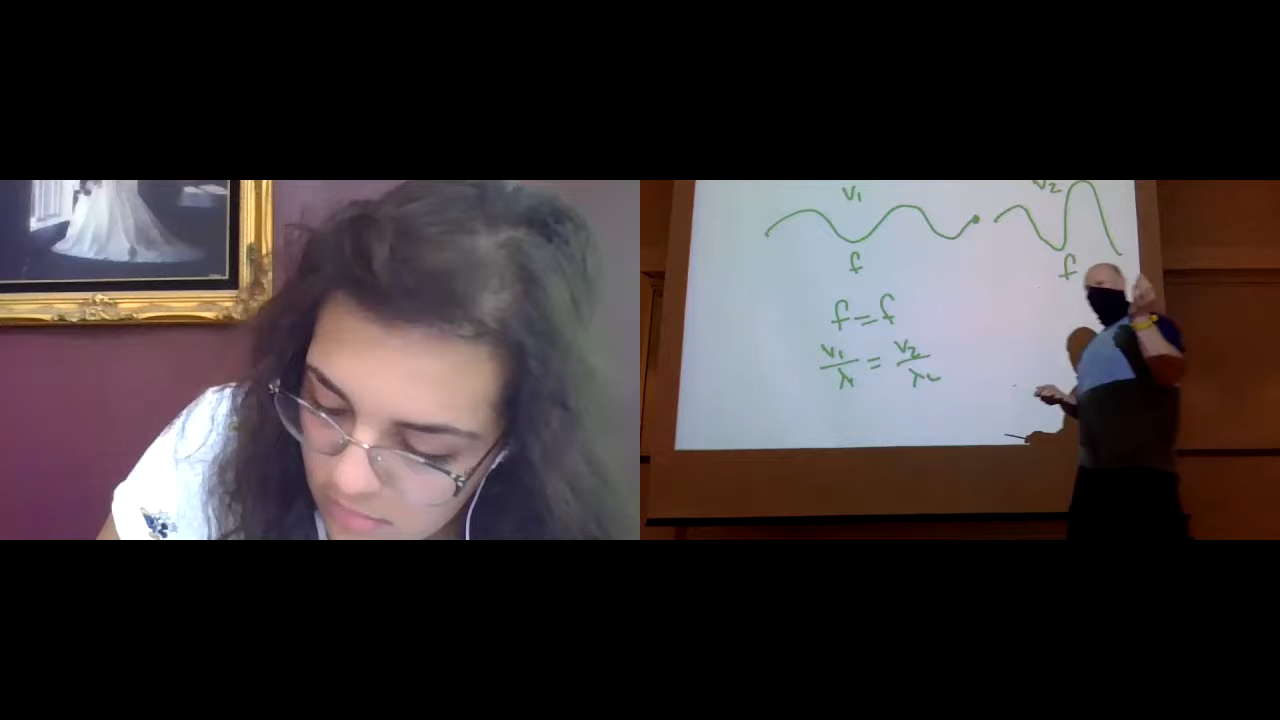 v₁ v₂
f f
f = f
v₁/λ₁ = v₂/λ₂